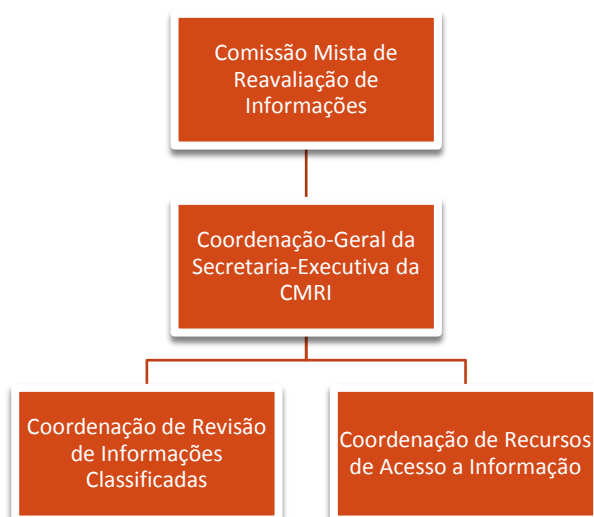 Comissão Mista de
Reavaliação de
Informações
Coordenação-Geral da
Secretaria-Executiva da
CMRI
Coordenação de Revisão
de Informações
Classificadas
Coordenação de Recursos
de Acesso a Informação